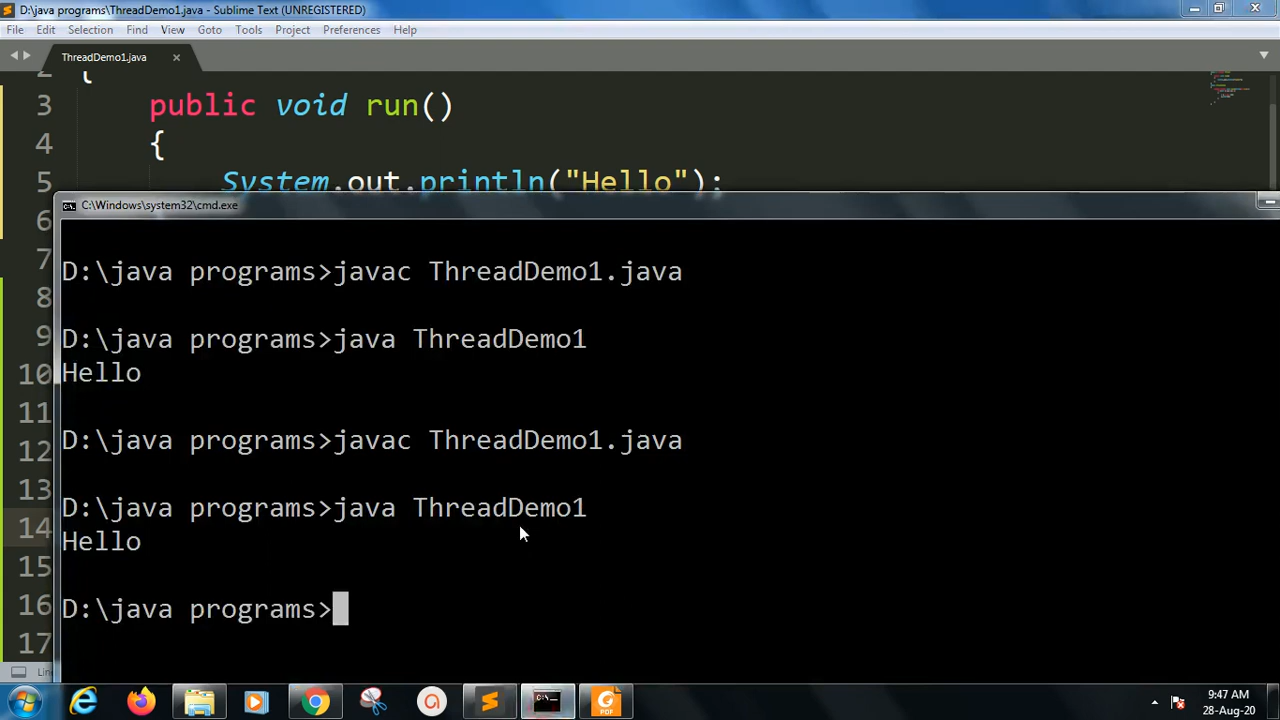 D:\java programs\ThreadDemo1.java - Sublime Text (UNREGISTERED)
File Edit Selection Find View Goto Tools Project Preferences Help
ThreadDemo1.java
2 {
3 public void run()
4 {
5 System.out.println("Hello");
6
7
8
9
10
11
12
13
14
15
16
17
C:\Windows\system32\cmd.exe
D:\java programs>javac ThreadDemo1.java
D:\java programs>java ThreadDemo1
Hello
D:\java programs>javac ThreadDemo1.java
D:\java programs>java ThreadDemo1
Hello
D:\java programs>
PDF
9:47 AM
28-Aug-20